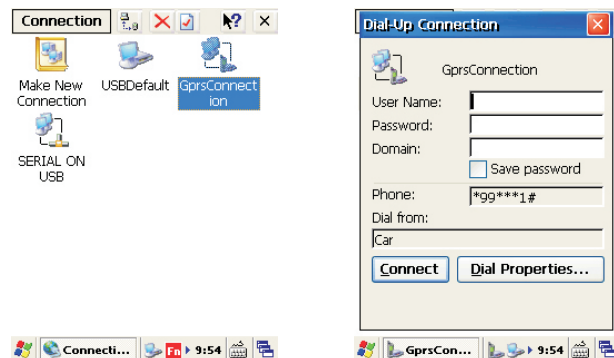 Connection
Make New
Connection
USBDefault
GprsConnect
ion
SERIAL ON
USB
Connecti...
Fn
9:54
Dial-Up Connection
GprsConnection
User Name:
Password:
Domain:
Save password
Phone:
*99***1#
Dial from:
Car
Connect
Dial Properties...
GprsCon...
9:54